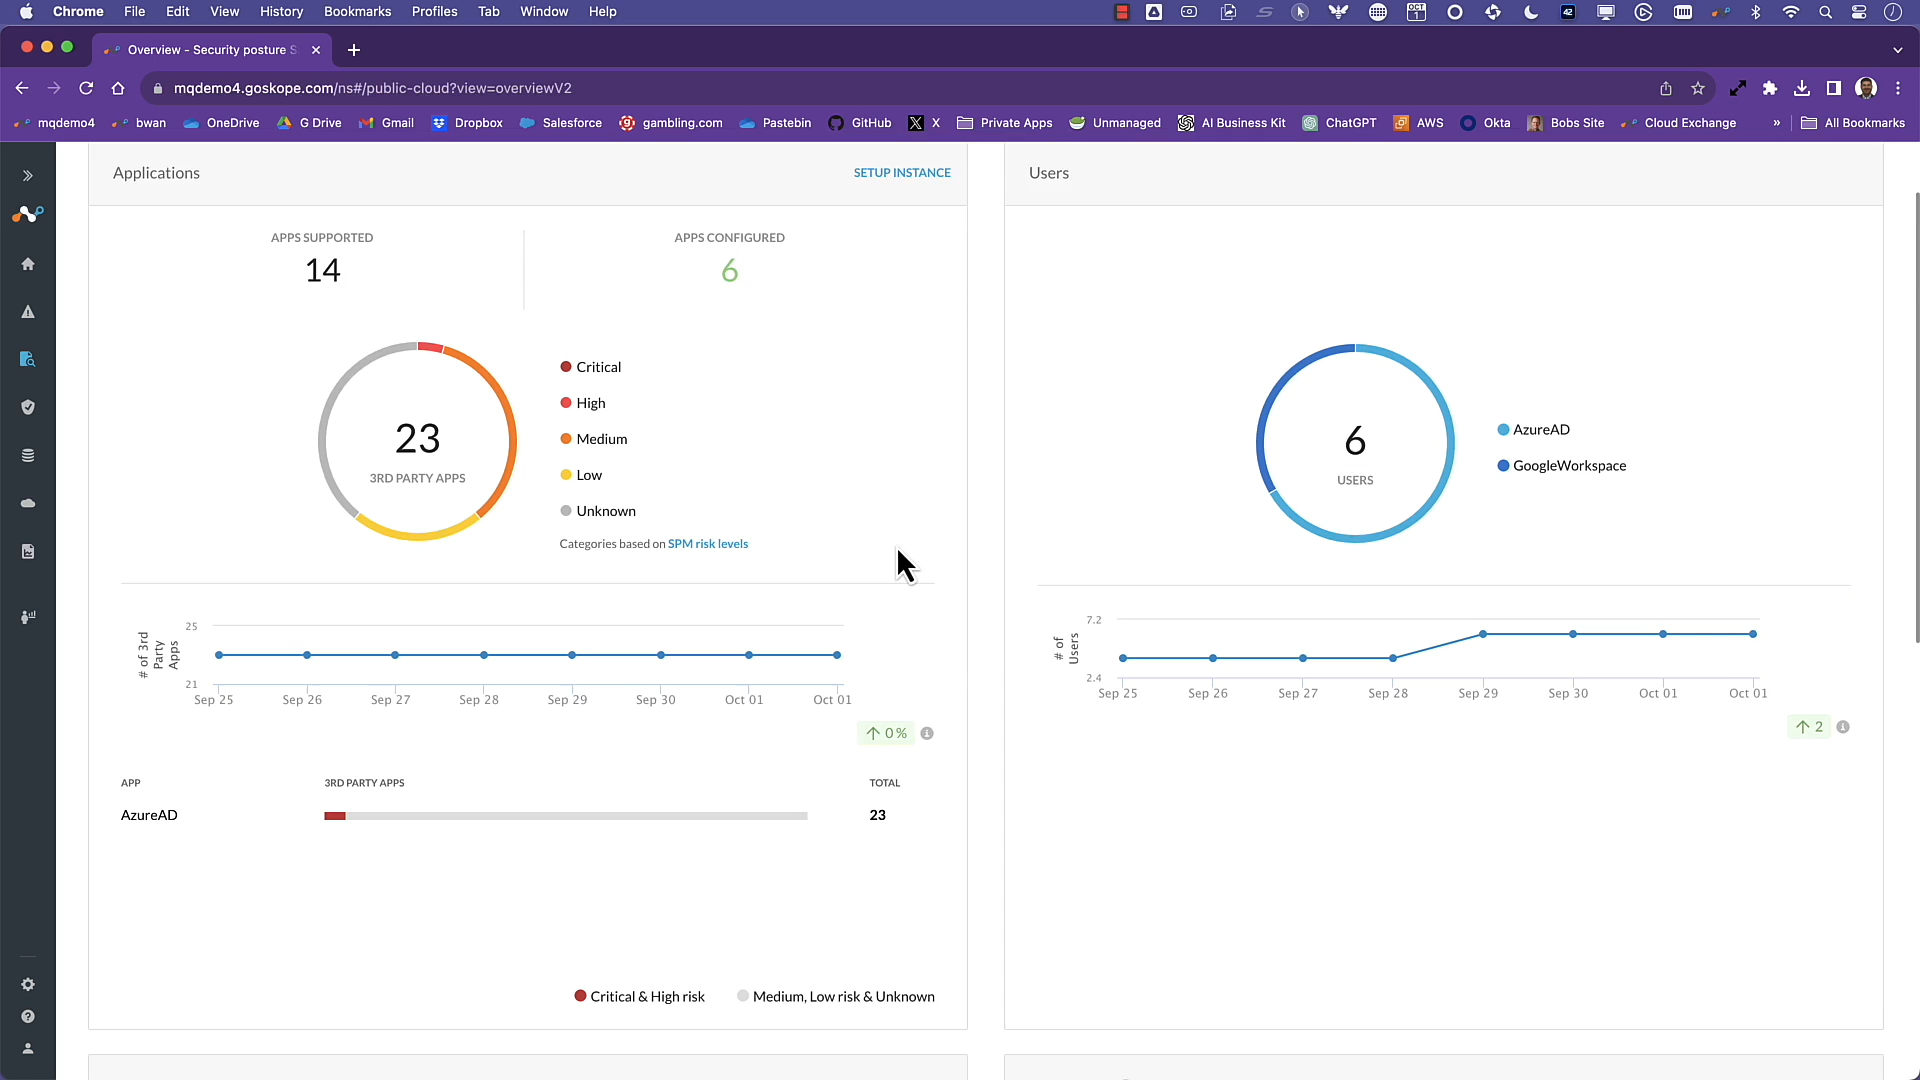 Chrome File Edit View History Bookmarks Profiles Tab Window Help
OCT
1
42
Overview - Security posture S
mqdemo4.goskope.com/ns#/public-cloud?view=overviewV2
mqdemo4 bwan OneDrive G Drive Gmail Dropbox Salesforce gambling.com Pastebin GitHub X Private Apps Unmanaged AI Business Kit ChatGPT AWS Okta Bobs Site Cloud Exchange » All Bookmarks
Applications
SETUP INSTANCE
APPS SUPPORTED
14
APPS CONFIGURED
6
23
3RD PARTY APPS
Critical
High
Medium
Low
Unknown
Categories based on SPM risk levels
# of 3rd
Party
Apps
25
21
Sep 25 Sep 26 Sep 27 Sep 28 Sep 29 Sep 30 Oct 01 Oct 01
0 %
APP 3RD PARTY APPS TOTAL
AzureAD 23
Critical & High risk Medium, Low risk & Unknown
Users
6
USERS
AzureAD
GoogleWorkspace
# of
Users
7.2
2.4
Sep 25 Sep 26 Sep 27 Sep 28 Sep 29 Sep 30 Oct 01 Oct 01
2